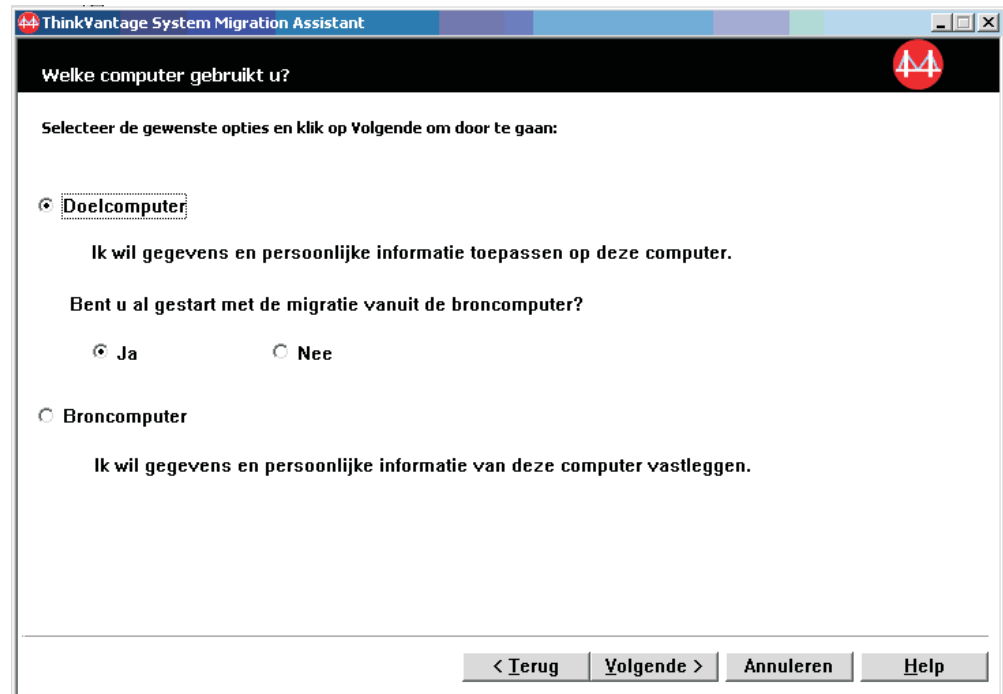 ThinkVantage System Migration Assistant
Welke computer gebruikt u?
Selecteer de gewenste opties en klik op Volgende om door te gaan:
Doelcomputer
Ik wil gegevens en persoonlijke informatie toepassen op deze computer.
Bent u al gestart met de migratie vanuit de broncomputer?
Ja Nee
Broncomputer
Ik wil gegevens en persoonlijke informatie van deze computer vastleggen.
< Terug Volgende > Annuleren Help